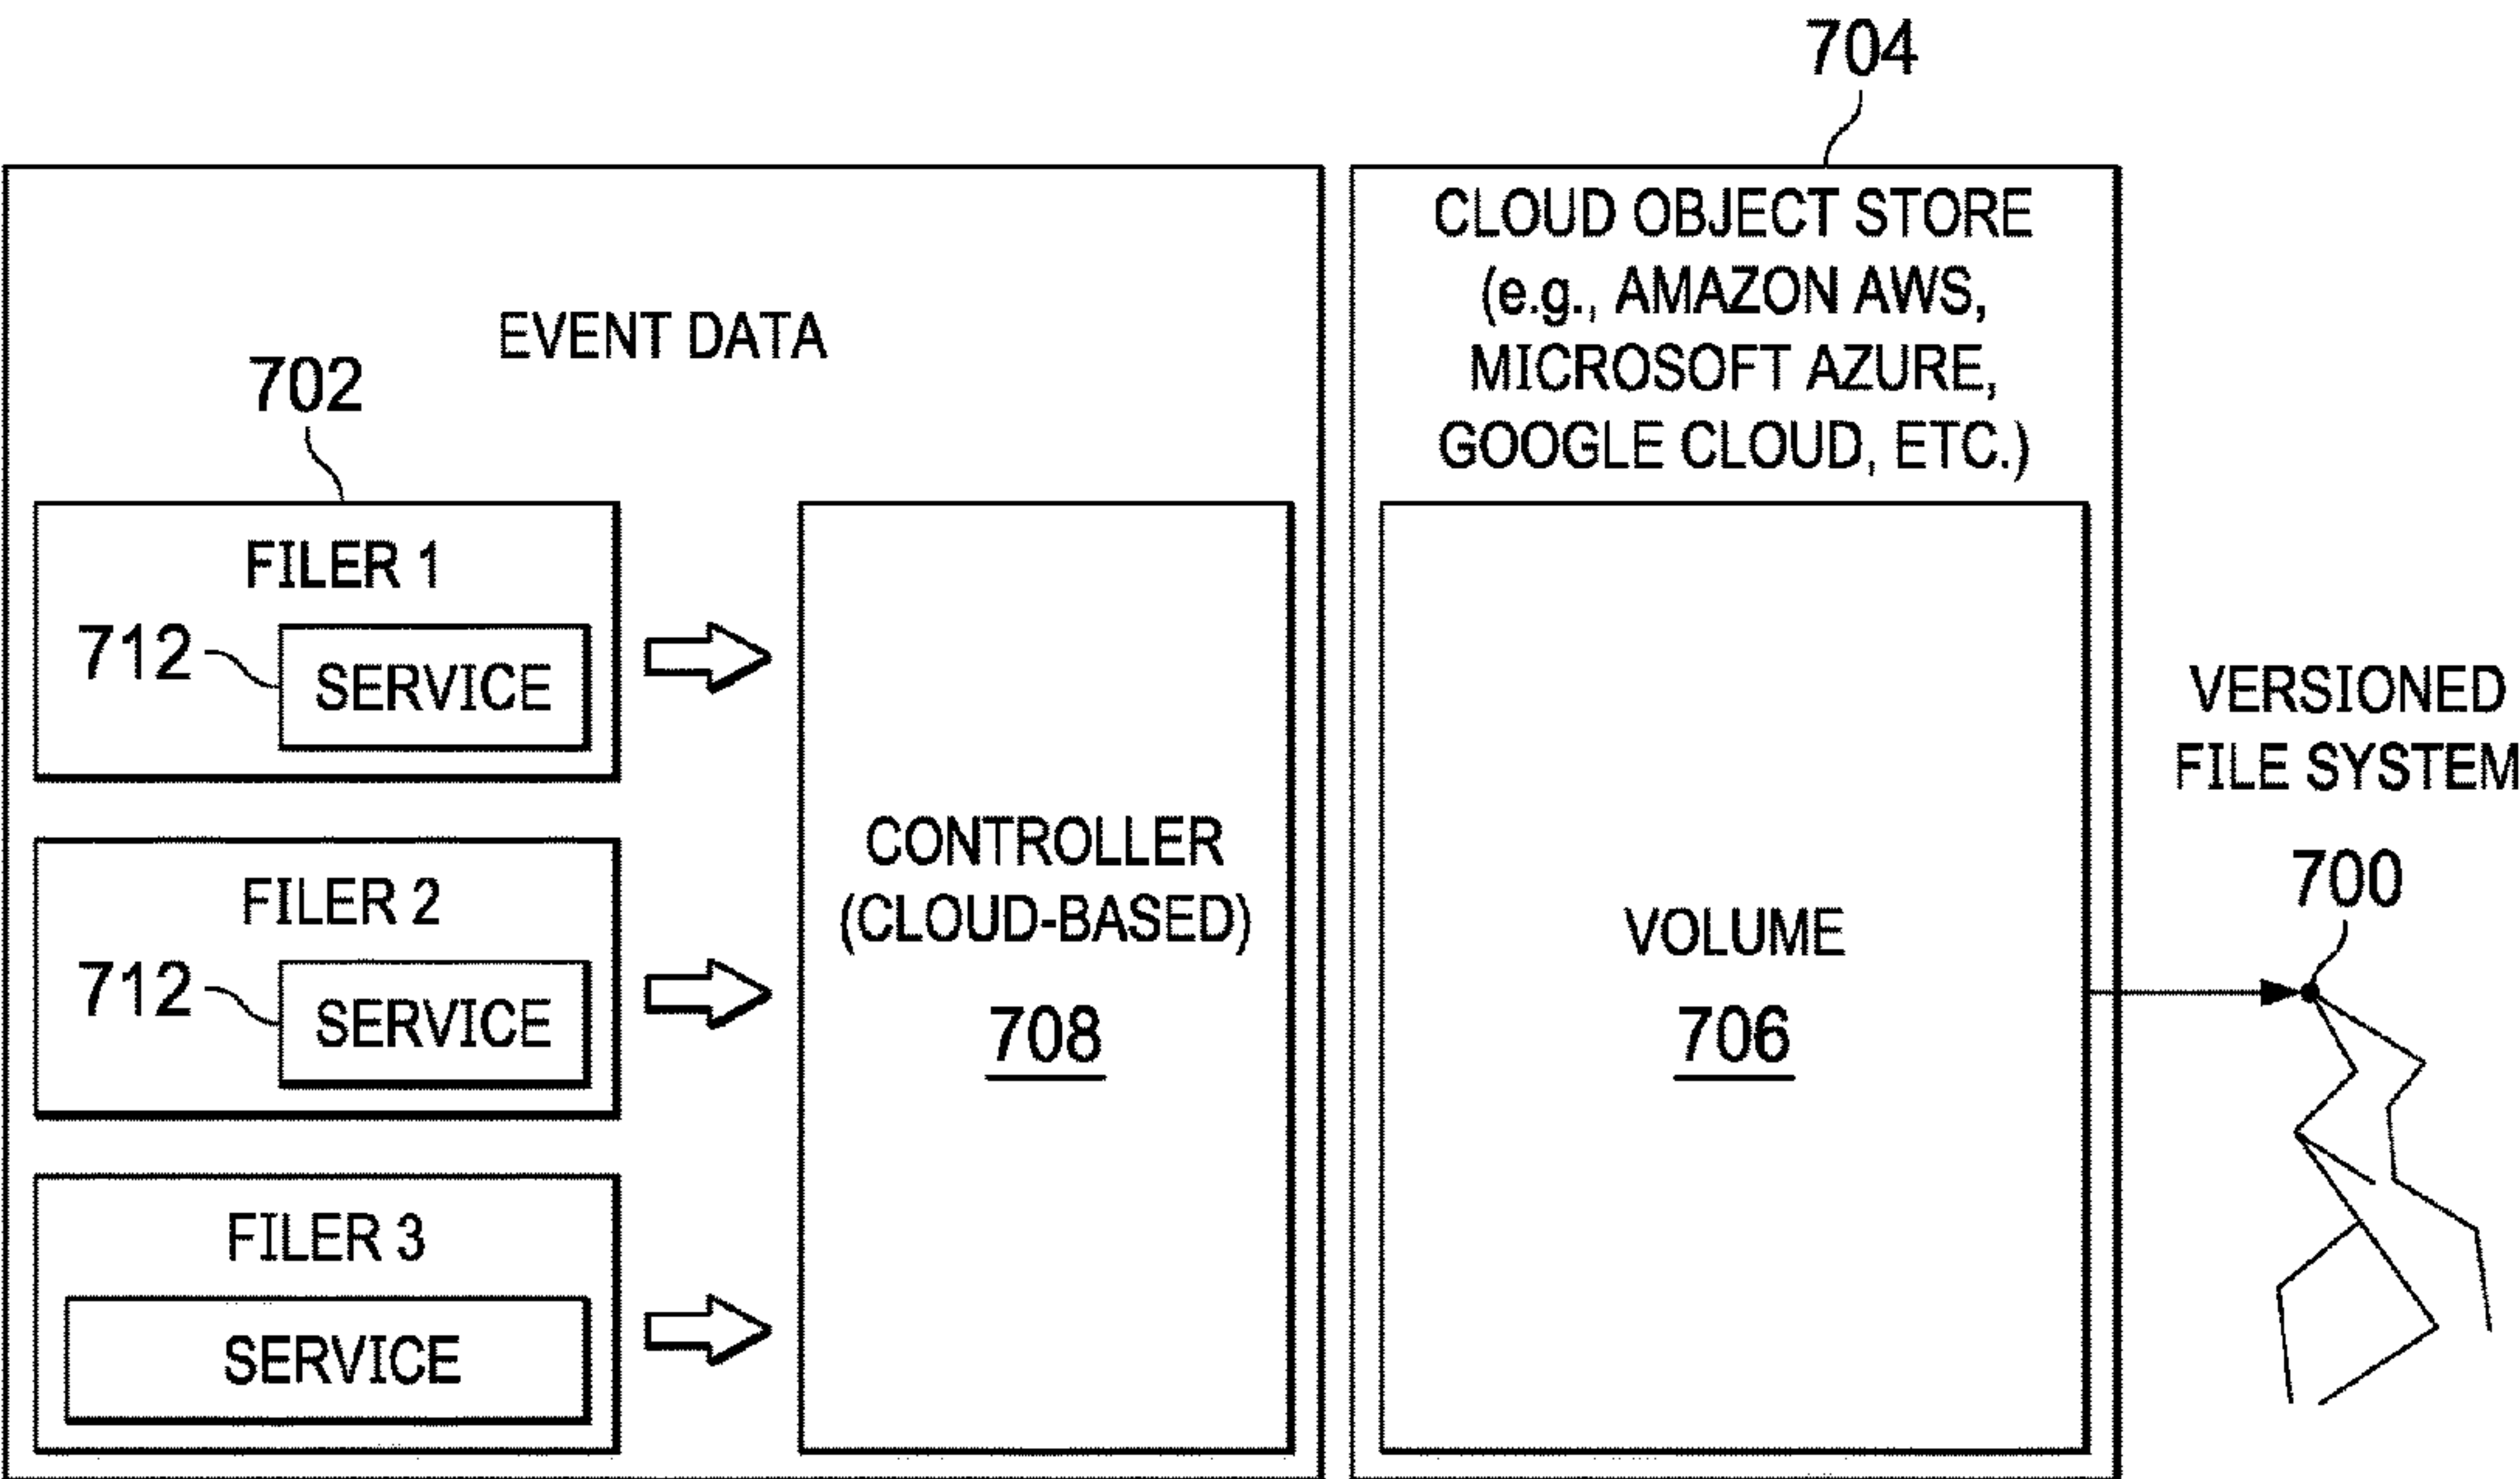 704
CLOUD OBJECT STORE
(e.g., AMAZON AWS,
MICROSOFT AZURE,
GOOGLE CLOUD, ETC.)
EVENT DATA
702
FILER 1
712
SERVICE
FILER 2
712
SERVICE
FILER 3
SERVICE
CONTROLLER
(CLOUD-BASED)
708
VOLUME
706
VERSIONED
FILE SYSTEM
700